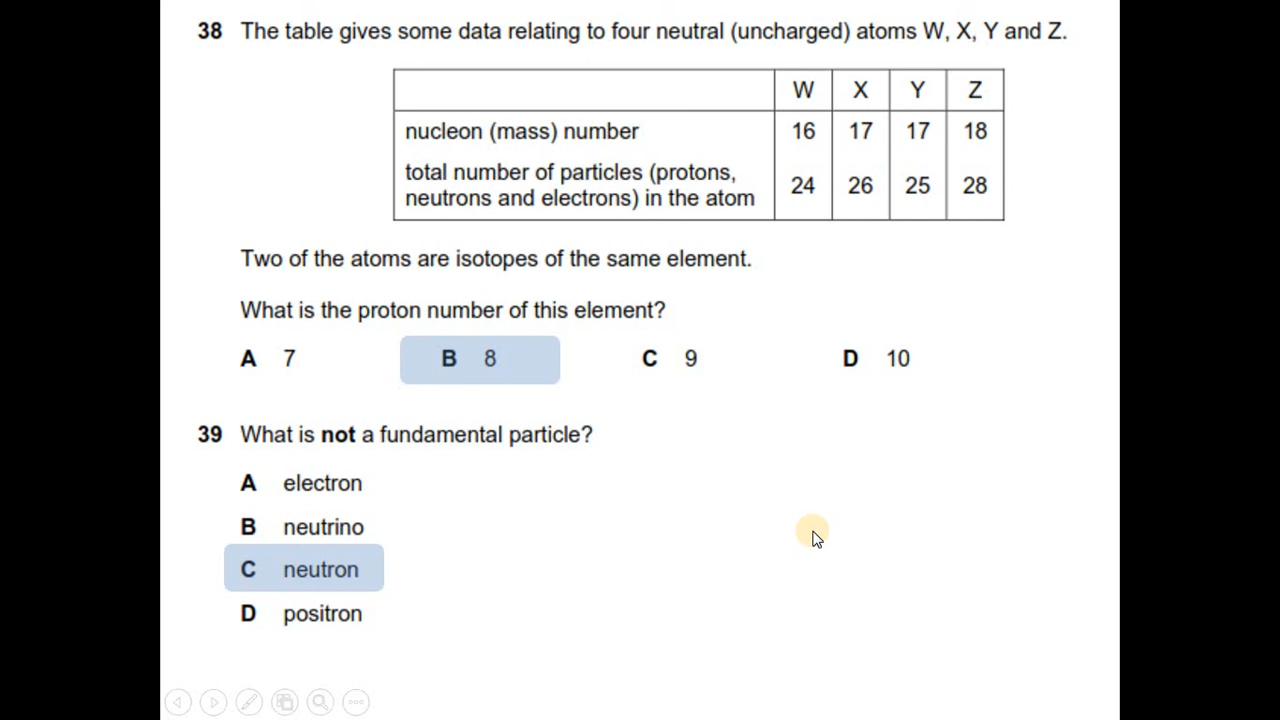 38 The table gives some data relating to four neutral (uncharged) atoms W, X, Y and Z.
W X Y Z
nucleon (mass) number 16 17 17 18
total number of particles (protons,
neutrons and electrons) in the atom 24 26 25 28
Two of the atoms are isotopes of the same element.
What is the proton number of this element?
A 7 B 8 C 9 D 10
39 What is not a fundamental particle?
A electron
B neutrino
C neutron
D positron